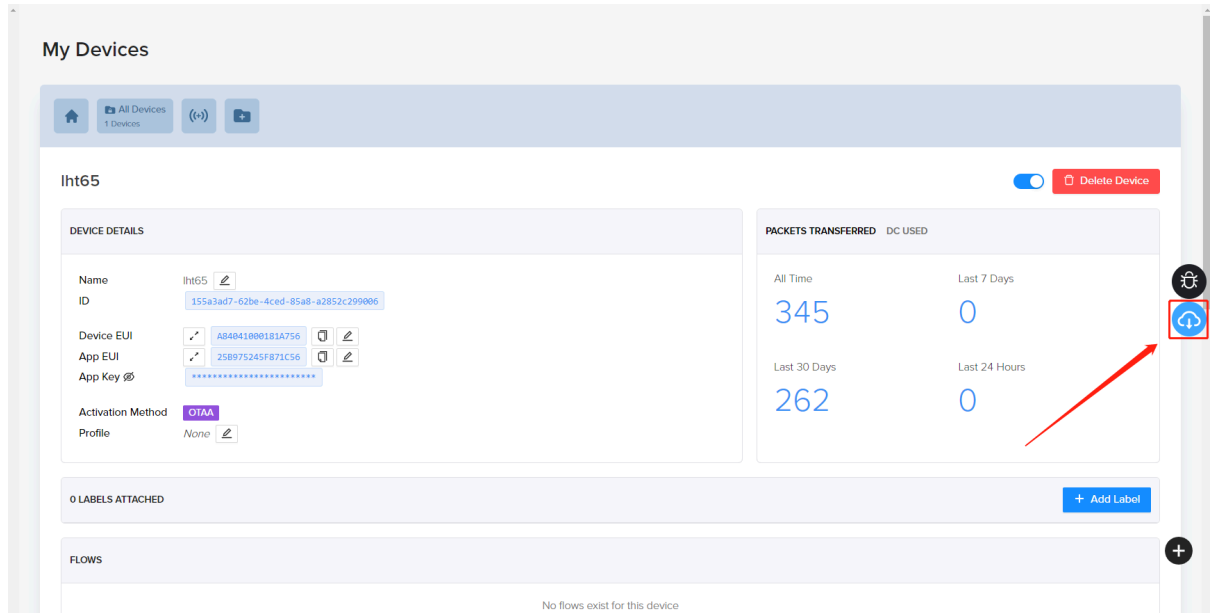 My Devices
All Devices
1 Devices
lht65
Delete Device
DEVICE DETAILS
Name lht65
ID 155a3ad7-62be-4ced-85a8-a2852c299006
Device EUI A84041000181A756
App EUI 25B975245F871C56
App Key ************************
Activation Method OTAA
Profile None
PACKETS TRANSFERRED DC USED
All Time Last 7 Days
345 0
Last 30 Days Last 24 Hours
262 0
0 LABELS ATTACHED
+ Add Label
FLOWS
No flows exist for this device